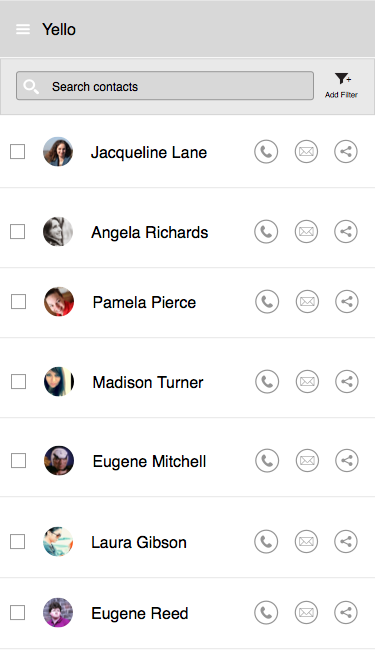 Yello
Search contacts
Add Filter
Jacqueline Lane
Angela Richards
Pamela Pierce
Madison Turner
Eugene Mitchell
Laura Gibson
Eugene Reed